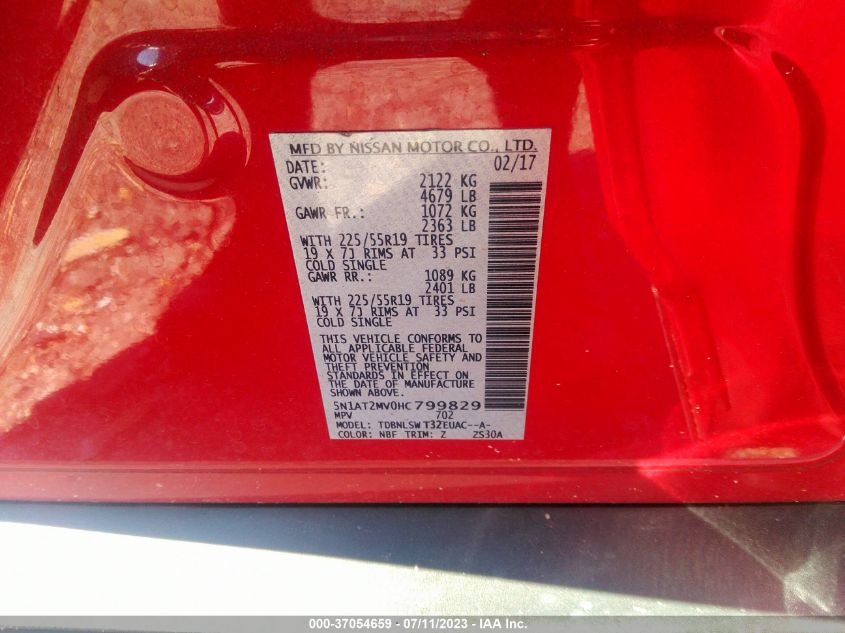 MFD BY NISSAN MOTOR CO., LTD.
DATE: 02/17
GVWR: 2122 KG
4679 LB
GAWR FR.: 1072 KG
2363 LB
WITH 225/55R19 TIRES
19 X 7J RIMS AT 33 PSI
COLD SINGLE
GAWR RR.: 1089 KG
2401 LB
WITH 225/55R19 TIRES
19 X 7J RIMS AT 33 PSI
COLD SINGLE
THIS VEHICLE CONFORMS TO
ALL APPLICABLE FEDERAL
MOTOR VEHICLE SAFETY AND
THEFT PREVENTION
STANDARDS IN EFFECT ON
THE DATE OF MANUFACTURE
SHOWN ABOVE.
5N1AT2MV0HC799829
MPV 702
MODEL: TDBNLSW T32EUAC--A-
COLOR: NBF TRIM: Z ZS30A
000-37054659 - 07/11/2023 - IAA Inc.